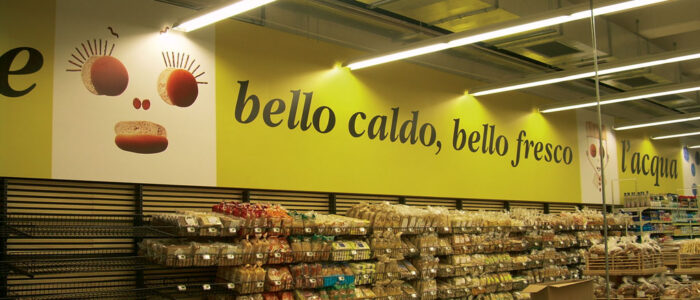 e
bello caldo, bello fresco
l'acqua